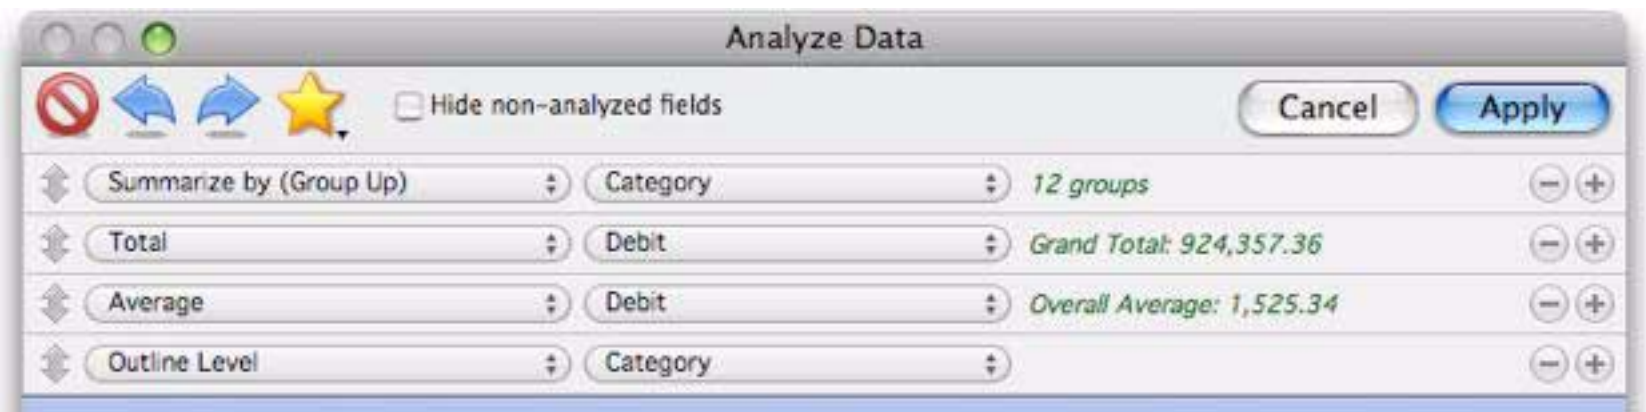 Analyze Data
Hide non-analyzed fields Cancel Apply
Summarize by (Group Up) Category 12 groups
Total Debit Grand Total: 924,357.36
Average Debit Overall Average: 1,525.34
Outline Level Category